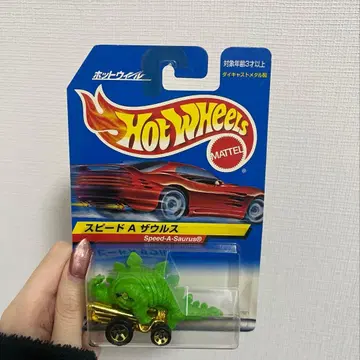 ホットウィール
対象年齢3才以上
ダイキャストメタル製
HOT WHEELS
MATTEL
スピード A ザウルス
Speed-A-Saurus®